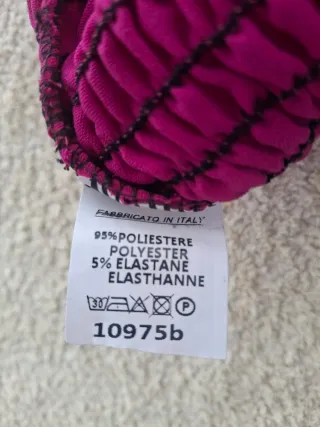 FABBRICATO IN ITALY
95% POLIESTERE
POLYESTER
5% ELASTANE
ELASTHANNE
30 P
10975b